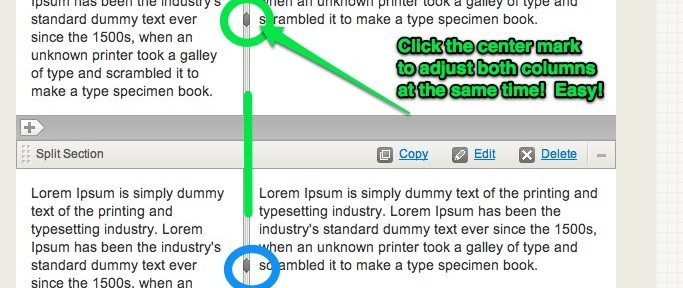 Ipsum has been the industry's
standard dummy text ever
since the 1500s, when an
unknown printer took a galley
of type and scrambled it to
make a type specimen book.
when an unknown printer took a galley of type and
scrambled it to make a type specimen book.
Click the center mark
to adjust both columns
at the same time! Easy!
Split Section
Copy Edit Delete
Lorem Ipsum is simply dummy
text of the printing and
typesetting industry. Lorem
Ipsum has been the industry's
standard dummy text ever
since the 1500s, when an
Lorem Ipsum is simply dummy text of the printing and
typesetting industry. Lorem Ipsum has been the
industry's standard dummy text ever since the 1500s,
when an unknown printer took a galley of type and
scrambled it to make a type specimen book.